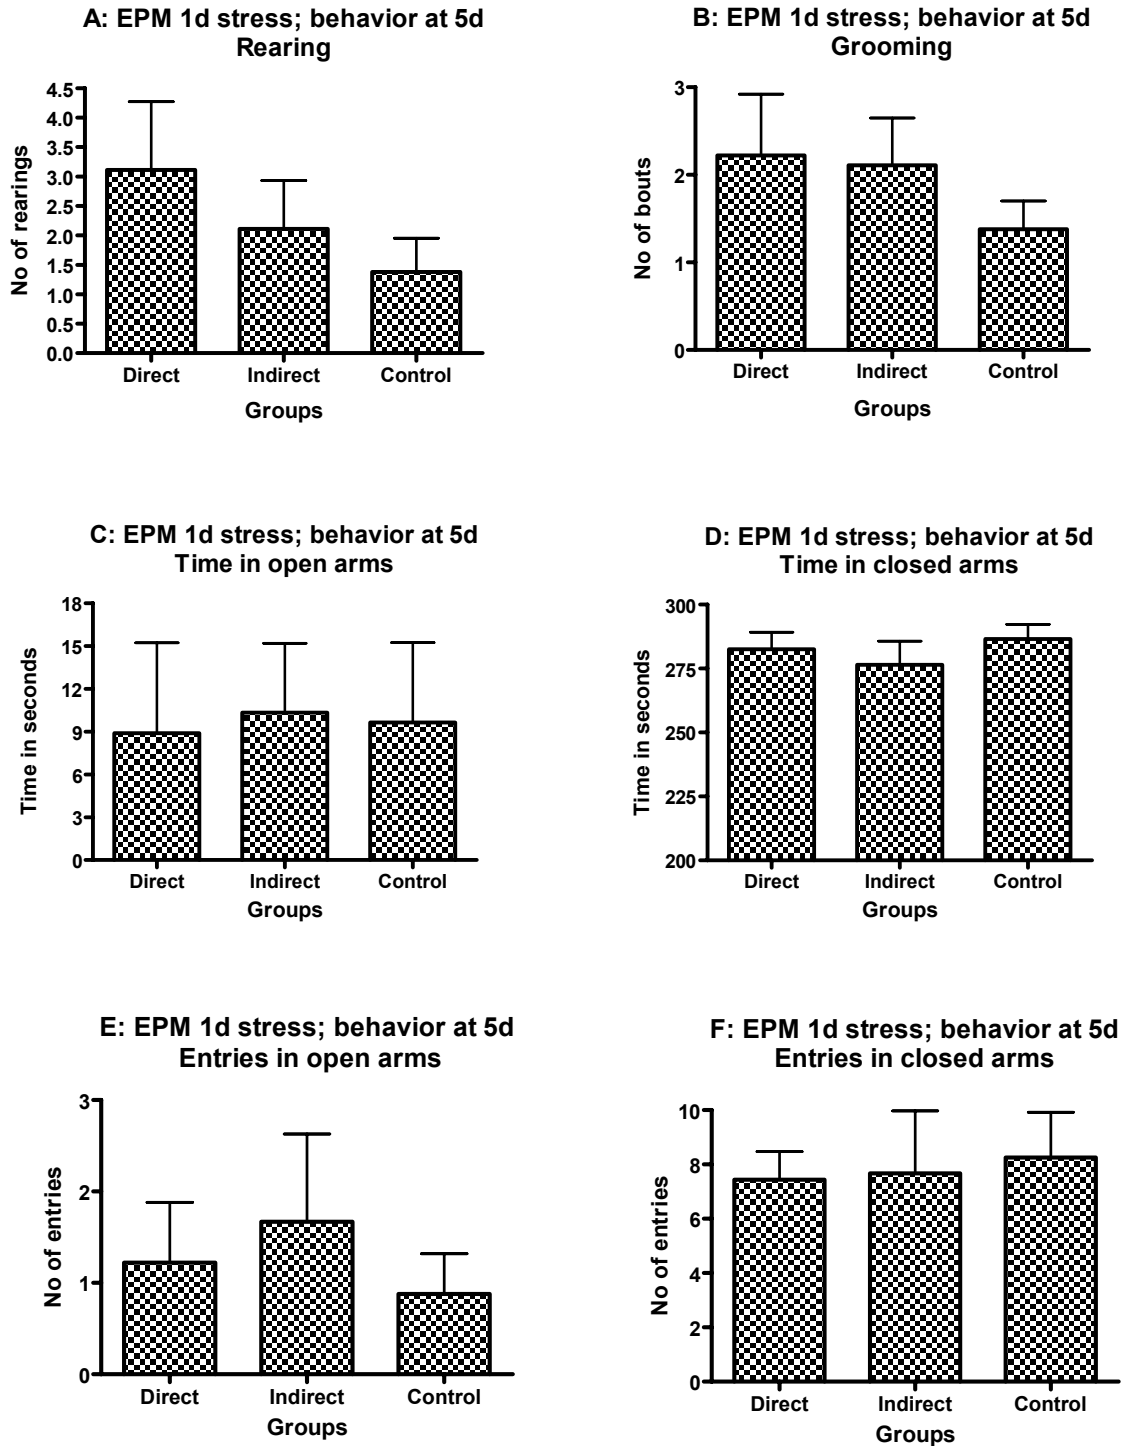 A: EPM 1d stress; behavior at 5d
Rearing
4.5
4.0
3.5
3.0
2.5
2.0
1.5
1.0
0.5
0.0
No of rearings
Direct Indirect Control
Groups
B: EPM 1d stress; behavior at 5d
Grooming
3
2
1
0
No of bouts
Direct Indirect Control
Groups
C: EPM 1d stress; behavior at 5d
Time in open arms
18
15
12
9
6
3
0
Time in seconds
Direct Indirect Control
Groups
D: EPM 1d stress; behavior at 5d
Time in closed arms
300
275
250
225
200
Time in seconds
Direct Indirect Control
Groups
E: EPM 1d stress; behavior at 5d
Entries in open arms
3
2
1
0
No of entries
Direct Indirect Control
Groups
F: EPM 1d stress; behavior at 5d
Entries in closed arms
10
8
6
4
2
0
No of entries
Direct Indirect Control
Groups